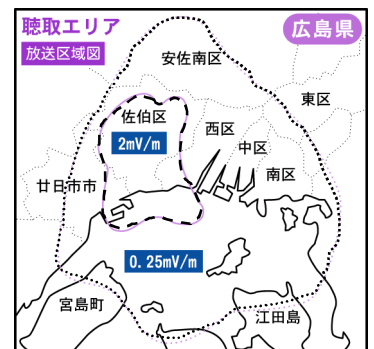 聴取エリア
広島県
放送区域図
安佐南区
東区
佐伯区
西区
2mV/m
中区
南区
廿日市市
0.25mV/m
宮島町
江田島